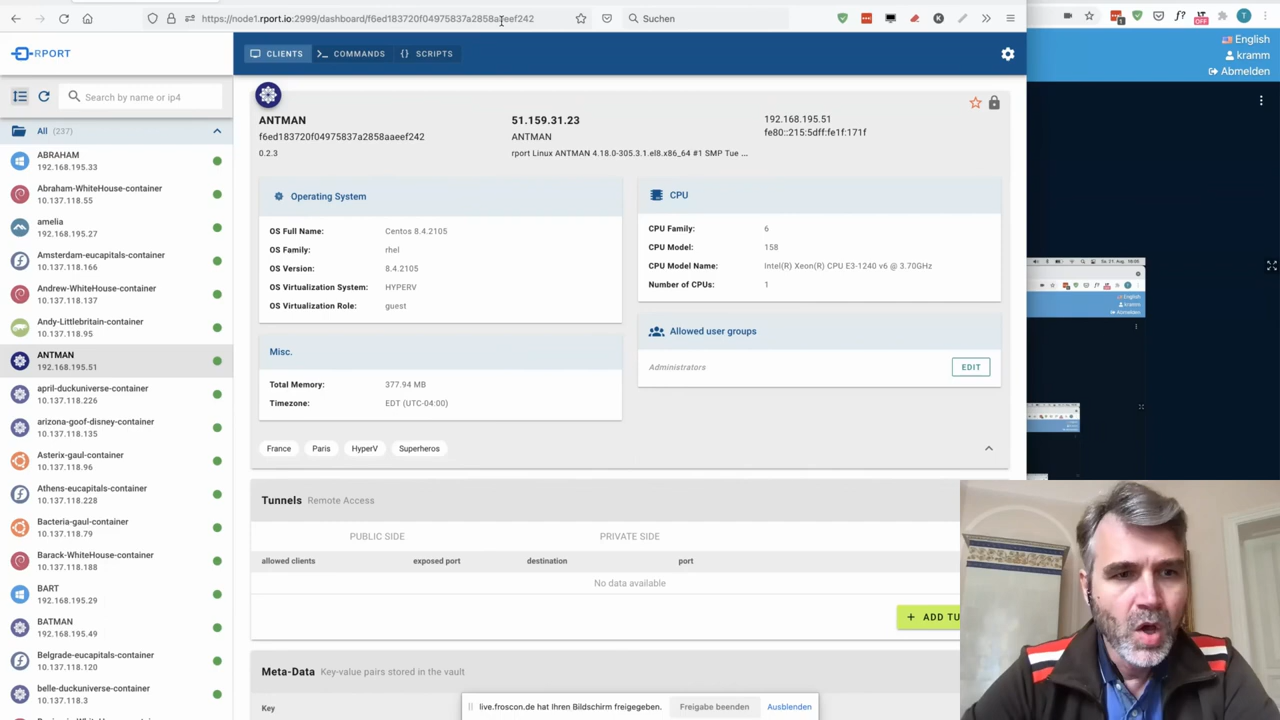 https://node1.rport.io:2999/dashboard/f6ed183720f04975837a2858aaeef242
Suchen
RPORT
CLIENTS
COMMANDS
{} SCRIPTS
English
kramm
Abmelden
Search by name or ip4
All (237)
ABRAHAM
192.168.195.33
Abraham-WhiteHouse-container
10.137.118.55
amelia
192.168.195.27
Amsterdam-eucapitals-container
10.137.118.166
Andrew-WhiteHouse-container
10.137.118.137
Andy-Littlebritain-container
10.137.118.95
ANTMAN
192.168.195.51
april-duckuniverse-container
10.137.118.226
arizona-goof-disney-container
10.137.118.135
Asterix-gaul-container
10.137.118.96
Athens-eucapitals-container
10.137.118.228
Bacteria-gaul-container
10.137.118.79
Barack-WhiteHouse-container
10.137.118.188
BART
192.168.195.29
BATMAN
192.168.195.49
Belgrade-eucapitals-container
10.137.118.120
belle-duckuniverse-container
10.137.118.3
ANTMAN
f6ed183720f04975837a2858aaeef242
0.2.3
51.159.31.23
ANTMAN
rport Linux ANTMAN 4.18.0-305.3.1.el8.x86_64 #1 SMP Tue ...
192.168.195.51
fe80::215:5dff:fe1f:171f
Operating System
OS Full Name: Centos 8.4.2105
OS Family: rhel
OS Version: 8.4.2105
OS Virtualization System: HYPERV
OS Virtualization Role: guest
CPU
CPU Family: 6
CPU Model: 158
CPU Model Name: Intel(R) Xeon(R) CPU E3-1240 v6 @ 3.70GHz
Number of CPUs: 1
Misc.
Total Memory: 377.94 MB
Timezone: EDT (UTC-04:00)
Allowed user groups
Administrators
EDIT
France
Paris
HyperV
Superheros
Tunnels Remote Access
PUBLIC SIDE
PRIVATE SIDE
allowed clients
exposed port
destination
port
No data available
+ ADD TU
Meta-Data Key-value pairs stored in the vault
Key
live.froscon.de hat Ihren Bildschirm freigegeben.
Freigabe beenden
Ausblenden